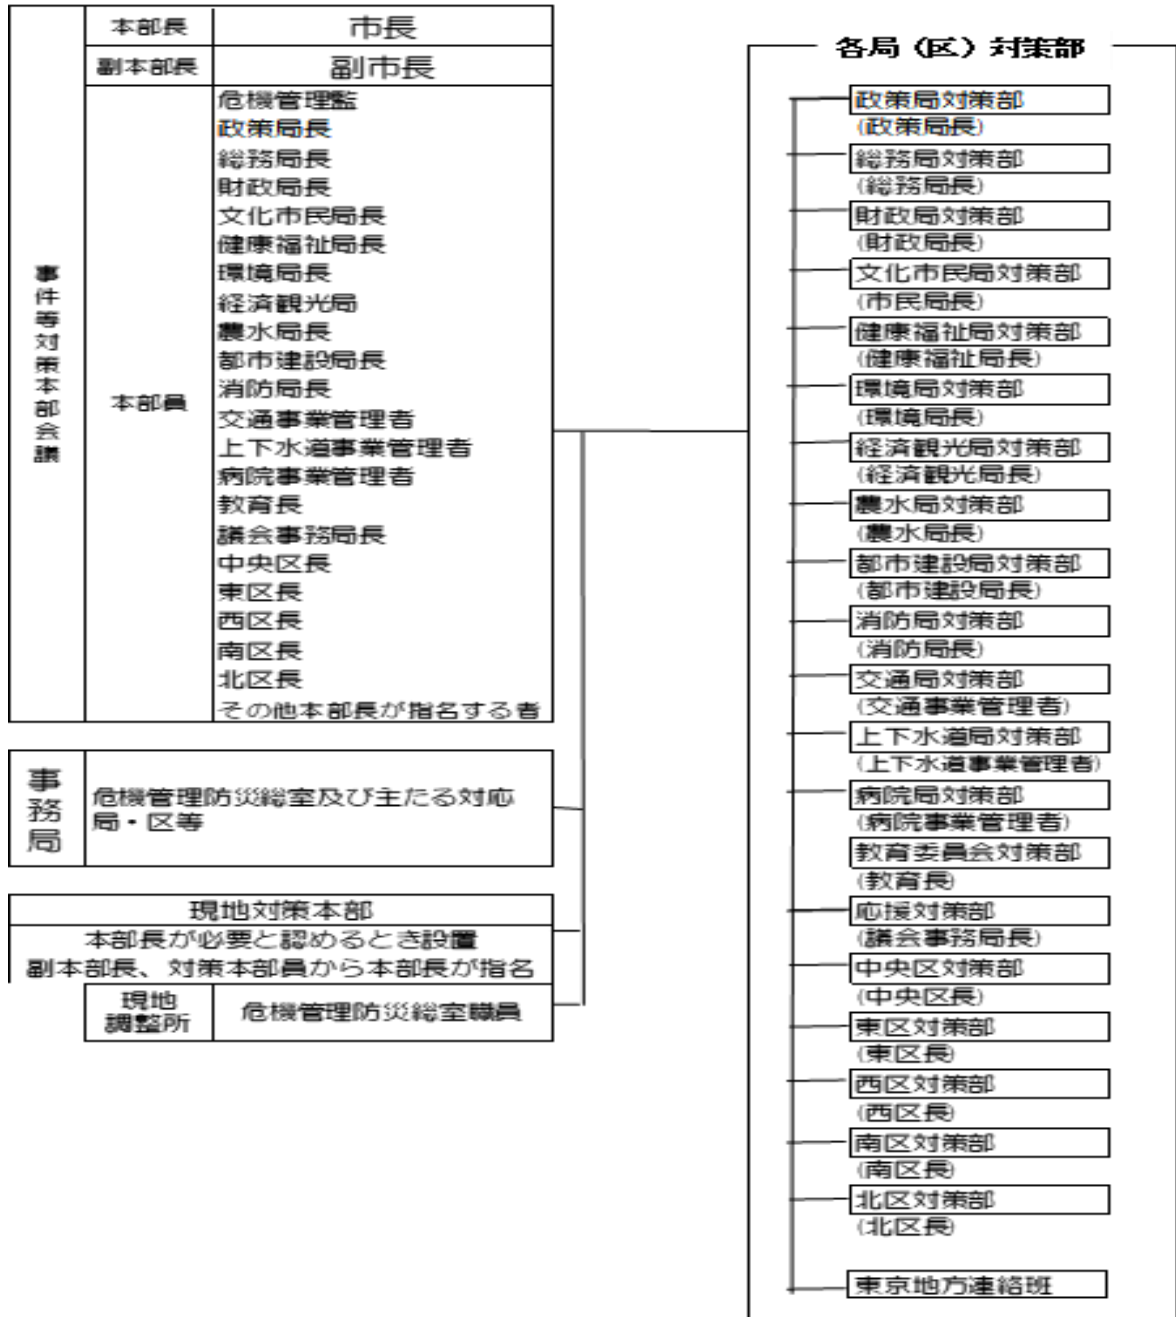 事件等対策本部会議
本部長 市長
副本部長 副市長
本部員
危機管理監
政策局長
総務局長
財政局長
文化市民局長
健康福祉局長
環境局長
経済観光局
農水局長
都市建設局長
消防局長
交通事業管理者
上下水道事業管理者
病院事業管理者
教育長
議会事務局長
中央区長
東区長
西区長
南区長
北区長
その他本部長が指名する者
事務局
危機管理防災総室及び主たる対応
局・区等
現地対策本部
本部長が必要と認めるとき設置
副本部長、対策本部員から本部長が指名
現地
調整所
危機管理防災総室職員
各局（区）対策部
政策局対策部
(政策局長)
総務局対策部
(総務局長)
財政局対策部
(財政局長)
文化市民局対策部
(市民局長)
健康福祉局対策部
(健康福祉局長)
環境局対策部
(環境局長)
経済観光局対策部
(経済観光局長)
農水局対策部
(農水局長)
都市建設局対策部
(都市建設局長)
消防局対策部
(消防局長)
交通局対策部
(交通事業管理者)
上下水道局対策部
(上下水道事業管理者)
病院局対策部
(病院事業管理者)
教育委員会対策部
(教育長)
応援対策部
(議会事務局長)
中央区対策部
(中央区長)
東区対策部
(東区長)
西区対策部
(西区長)
南区対策部
(南区長)
北区対策部
(北区長)
東京地方連絡班